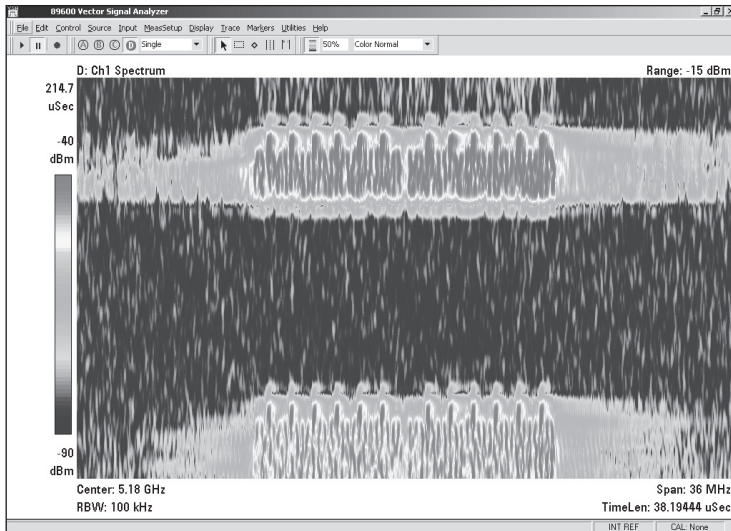 89600 Vector Signal Analyzer
File Edit Control Source Input MeasSetup Display Trace Markers Utilities Help
A B C D Single 50% Color Normal
D: Ch1 Spectrum Range: -15 dBm
214.7
uSec
-40
dBm
-90
dBm
Center: 5.18 GHz Span: 36 MHz
RBW: 100 kHz TimeLen: 38.19444 uSec
INT REF CAL: None